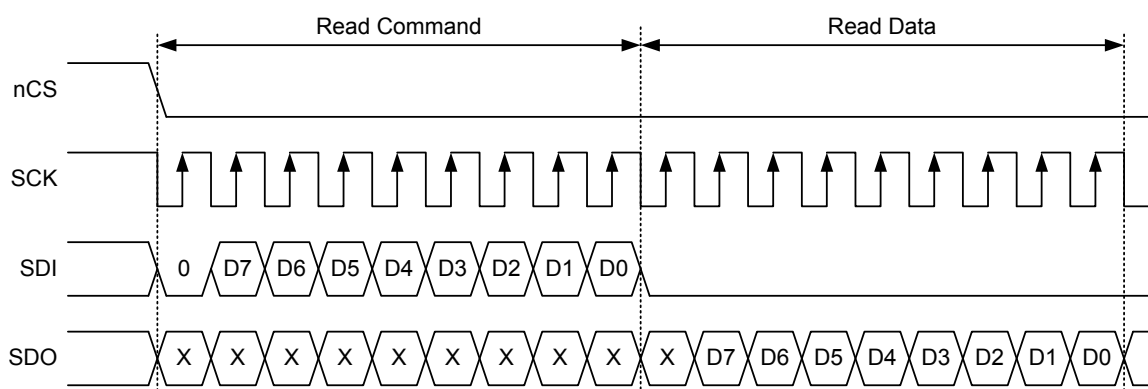 Read Command Read Data
nCS
SCK
SDI 0 D7 D6 D5 D4 D3 D2 D1 D0
SDO X X X X X X X X X X D7 D6 D5 D4 D3 D2 D1 D0